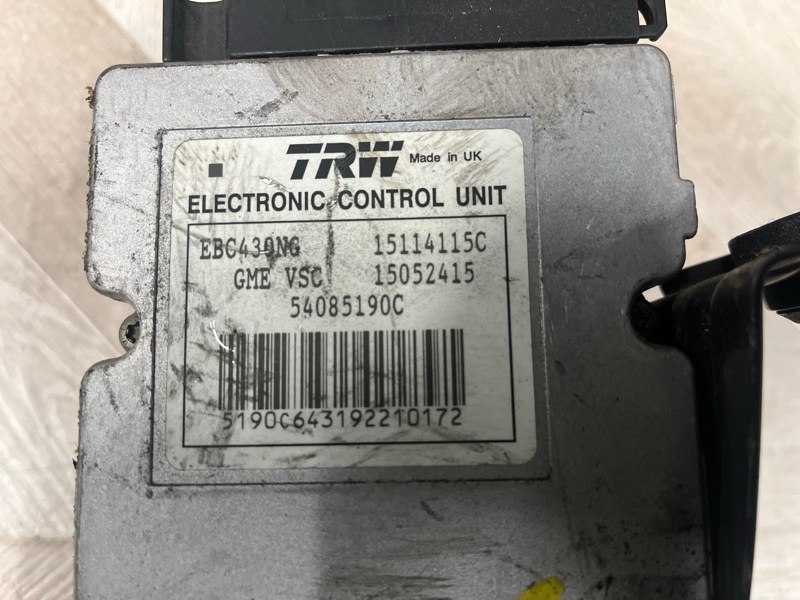 TRW Made in UK
ELECTRONIC CONTROL UNIT
EBC430NG 15114115C
GME VSC 15052415
54085190C
5190C643192210172